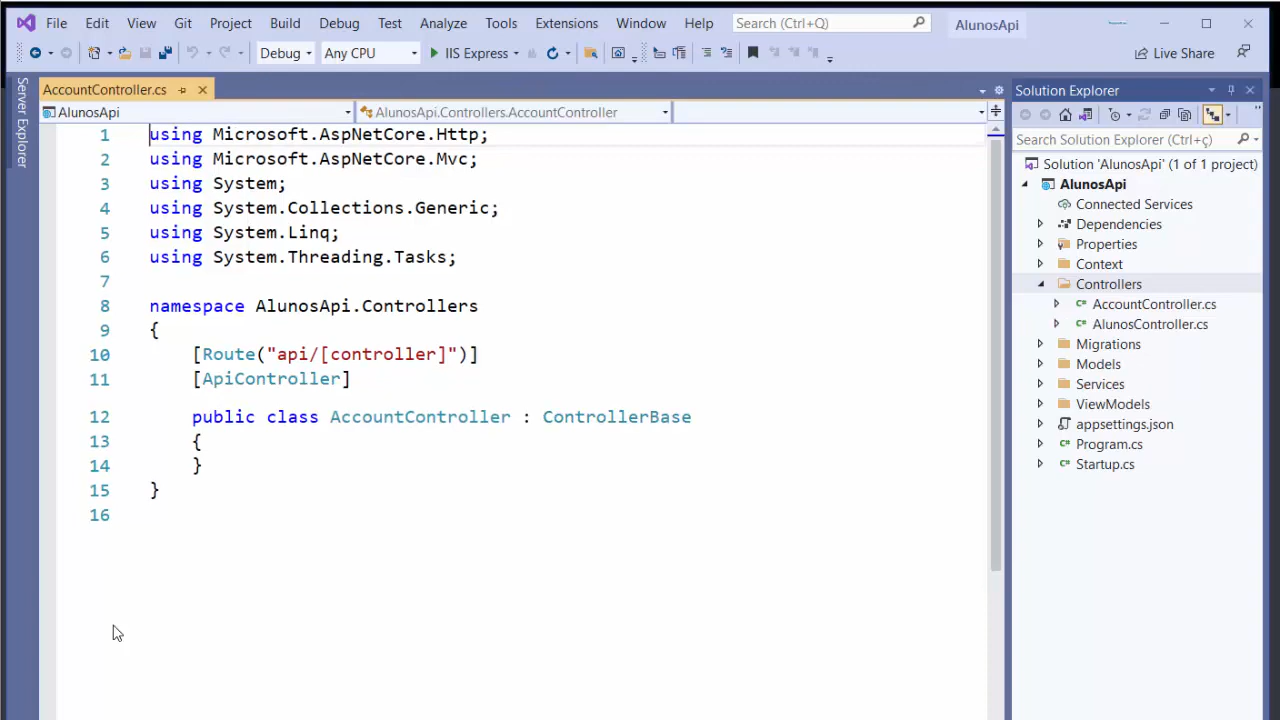 File Edit View Git Project Build Debug Test Analyze Tools Extensions Window Help Search (Ctrl+Q) AlunosApi
Debug Any CPU IIS Express Live Share
Server Explorer
AccountController.cs
AlunosApi AlunosApi.Controllers.AccountController
1 using Microsoft.AspNetCore.Http;
2 using Microsoft.AspNetCore.Mvc;
3 using System;
4 using System.Collections.Generic;
5 using System.Linq;
6 using System.Threading.Tasks;
7
8 namespace AlunosApi.Controllers
9 {
10 [Route("api/[controller]")]
11 [ApiController]
12 public class AccountController : ControllerBase
13 {
14 }
15 }
16
Solution Explorer
Search Solution Explorer (Ctrl+ç)
Solution 'AlunosApi' (1 of 1 project)
AlunosApi
Connected Services
Dependencies
Properties
Context
Controllers
C# AccountController.cs
C# AlunosController.cs
Migrations
Models
Services
ViewModels
appsettings.json
C# Program.cs
C# Startup.cs